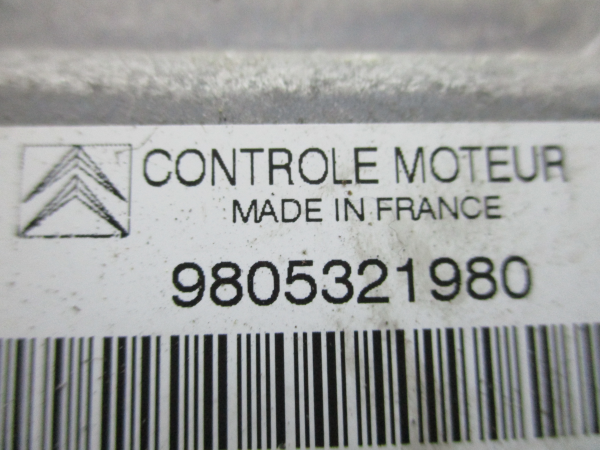 CONTROLE MOTEUR
MADE IN FRANCE
9805321980